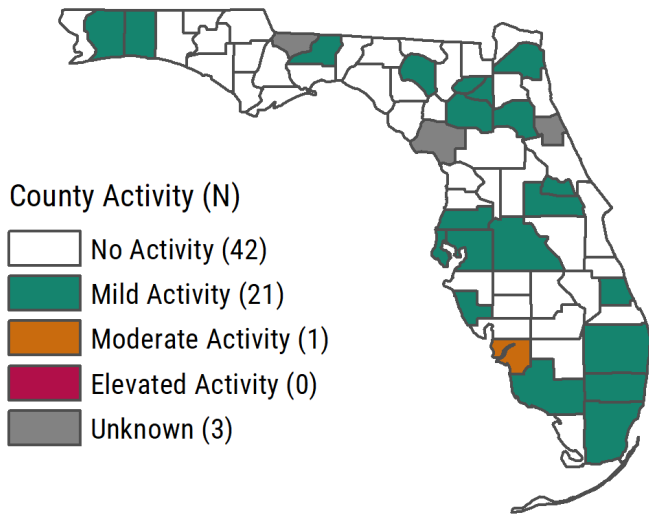 County Activity (N)
No Activity (42)
Mild Activity (21)
Moderate Activity (1)
Elevated Activity (0)
Unknown (3)